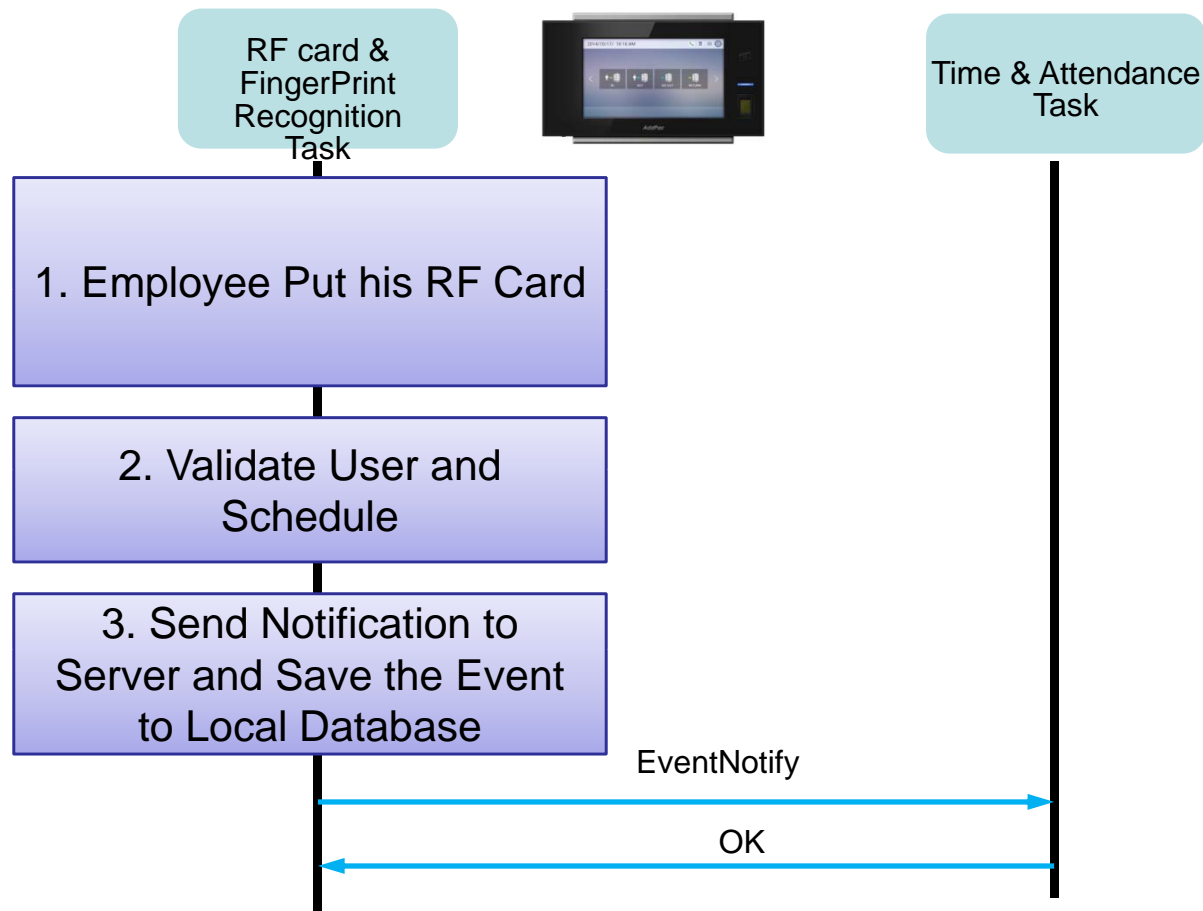 RF card &
FingerPrint
Recognition
Task
AddPac
Time & Attendance
Task
1. Employee Put his RF Card
2. Validate User and
Schedule
3. Send Notification to
Server and Save the Event
to Local Database
EventNotify
OK